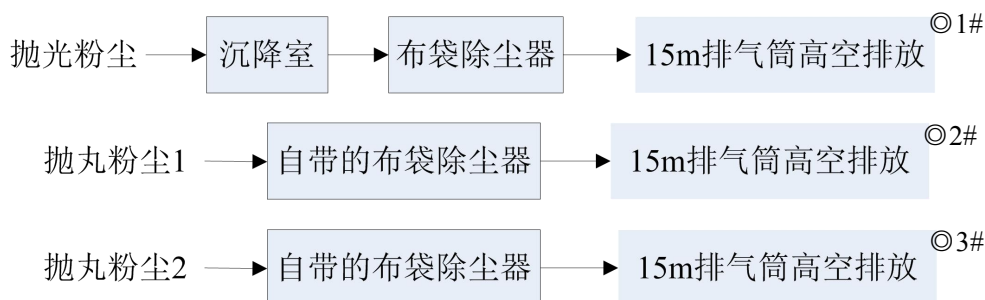 抛光粉尘 沉降室 布袋除尘器 15m排气筒高空排放 ◎1#
抛丸粉尘1 自带的布袋除尘器 15m排气筒高空排放 ◎2#
抛丸粉尘2 自带的布袋除尘器 15m排气筒高空排放 ◎3#